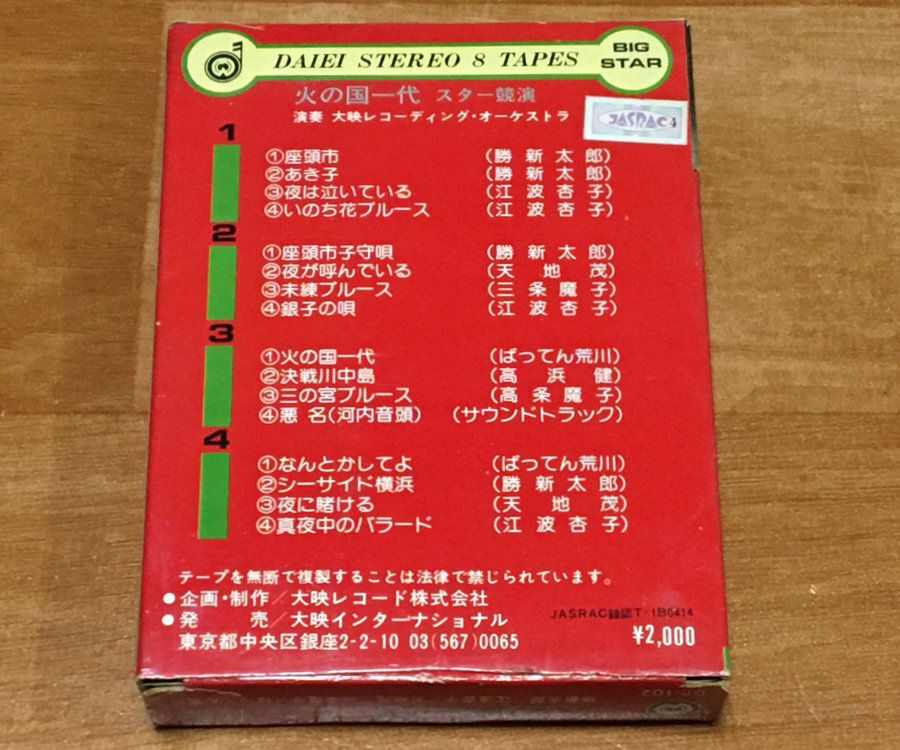 DAIEI STEREO 8 TAPES
BIG STAR
火の国一代 スター競演
演奏 大映レコーディング・オーケストラ
JASRAC 4
1
①座頭市 (勝新太郎)
②あき子 (勝新太郎)
③夜は泣いている (江波杏子)
④いのち花ブルース (江波杏子)
2
①座頭市子守唄 (勝新太郎)
②夜が呼んでいる (天地茂)
③未練ブルース (三条魔子)
④銀子の唄 (江波杏子)
3
①火の国一代 (ばってん荒川)
②決戦川中島 (高浜健)
③三の宮ブルース (高条魔子)
④悪名(河内音頭) (サウンドトラック)
4
①なんとかしてよ (ばってん荒川)
②シーサイド横浜 (勝新太郎)
③夜に賭ける (天地茂)
④真夜中のバラード (江波杏子)
テープを無断で複製することは法律で禁じられています。
●企画・制作/大映レコード株式会社
JASRAC録認T-1B0414
●発売/大映インターナショナル
¥2,000
東京都中央区銀座2-2-10 03(567)0065